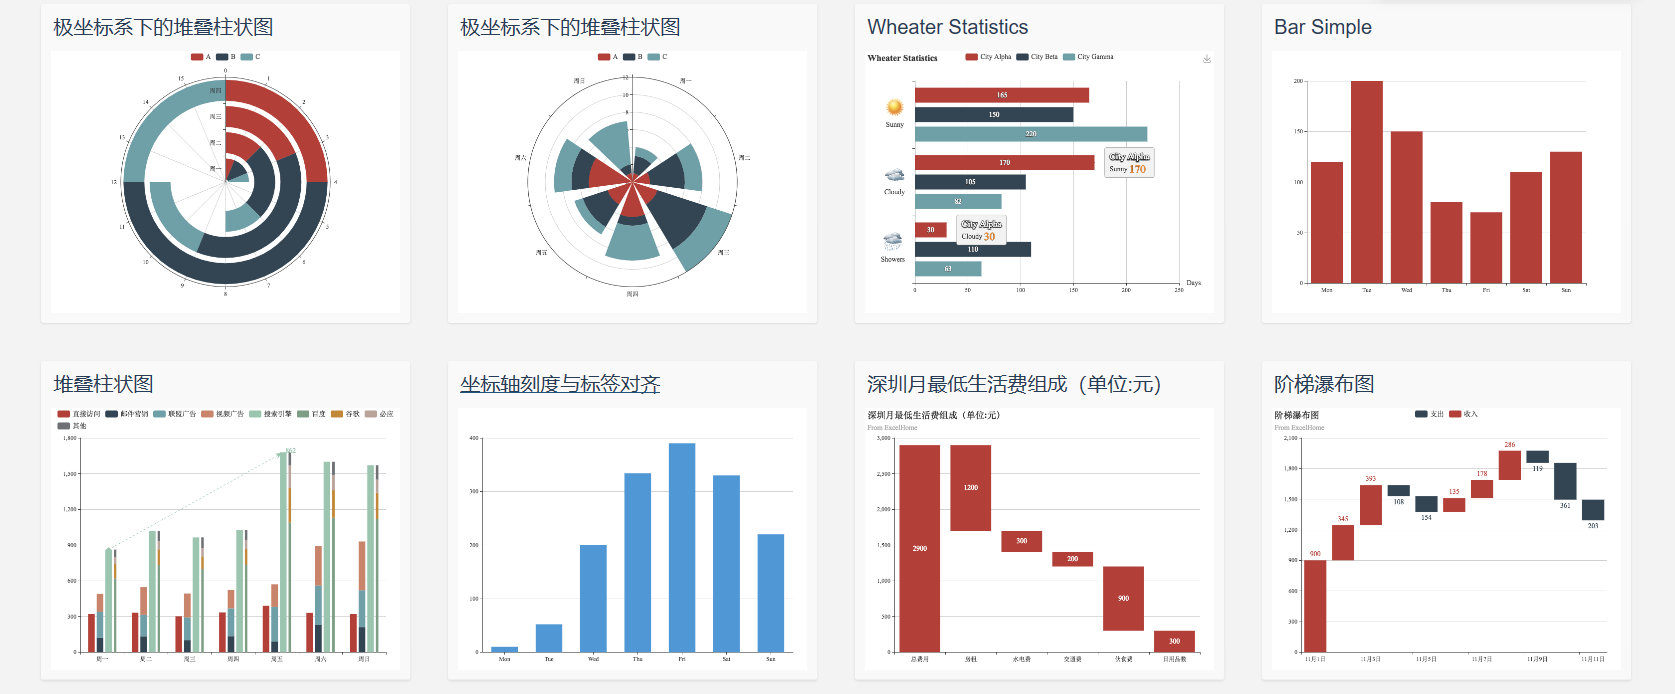 极坐标系下的堆叠柱状图
A B C
0
15 1
14 2
13 3
12 4
11 5
10 6
9 7
8
周四
周三
周二
周一
极坐标系下的堆叠柱状图
A B C
周日 12 周一
10
8
周六 周二
周五 周三
周四
Wheater Statistics
Wheater Statistics City Alpha City Beta City Gamma
165
150
220
Sunny
170
105
82
Cloudy
City Alpha
Sunny 170
30
110
63
Showers
City Alpha
Cloudy 30
Days
0 50 100 150 200 250
Bar Simple
200
150
100
50
0
Mon Tue Wed Thu Fri Sat Sun
堆叠柱状图
直接访问 邮件营销 联盟广告 视频广告 搜索引擎 百度 谷歌 必应
其他
1,800
1,500
1,200
900
600
300
0
周一 周二 周三 周四 周五 周六 周日
坐标轴刻度与标签对齐
400
300
200
100
0
Mon Tue Wed Thu Fri Sat Sun
深圳月最低生活费组成（单位:元）
深圳月最低生活费组成（单位:元）
From ExcelHome
3,000
2,500
2,000
1,500
1,000
500
0
2900 1200 300 200 900 300
总费用 房租 水电费 交通费 伙食费 日用品数
阶梯瀑布图
阶梯瀑布图 支出 收入
From ExcelHome
2,100
1,800
1,500
1,200
900
600
300
0
900 345 393 108 154 135 178 286 119 361 203
11月1日 11月3日 11月5日 11月7日 11月9日 11月11日